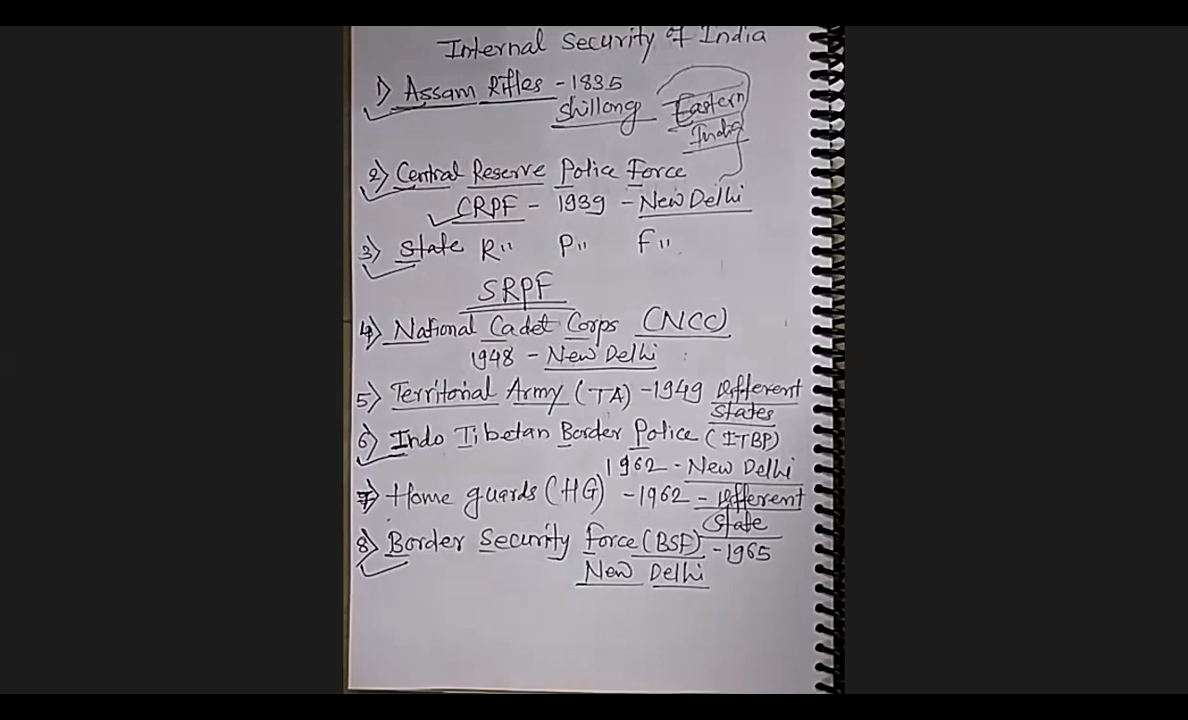 Internal Security of India
1) Assam Rifles - 1835
Shillong Eastern
India
2) Central Reserve Police Force
CRPF - 1939 - New Delhi
3) State R" P" F"
SRPF
4) National Cadet Corps (NCC)
1948 - New Delhi
5) Territorial Army (TA) - 1949 Different
States
6) Indo Tibetan Border Police (ITBP)
1962 - New Delhi
7) Home guards (HG) - 1962 - Different
State
8) Border Security Force (BSF) - 1965
New Delhi